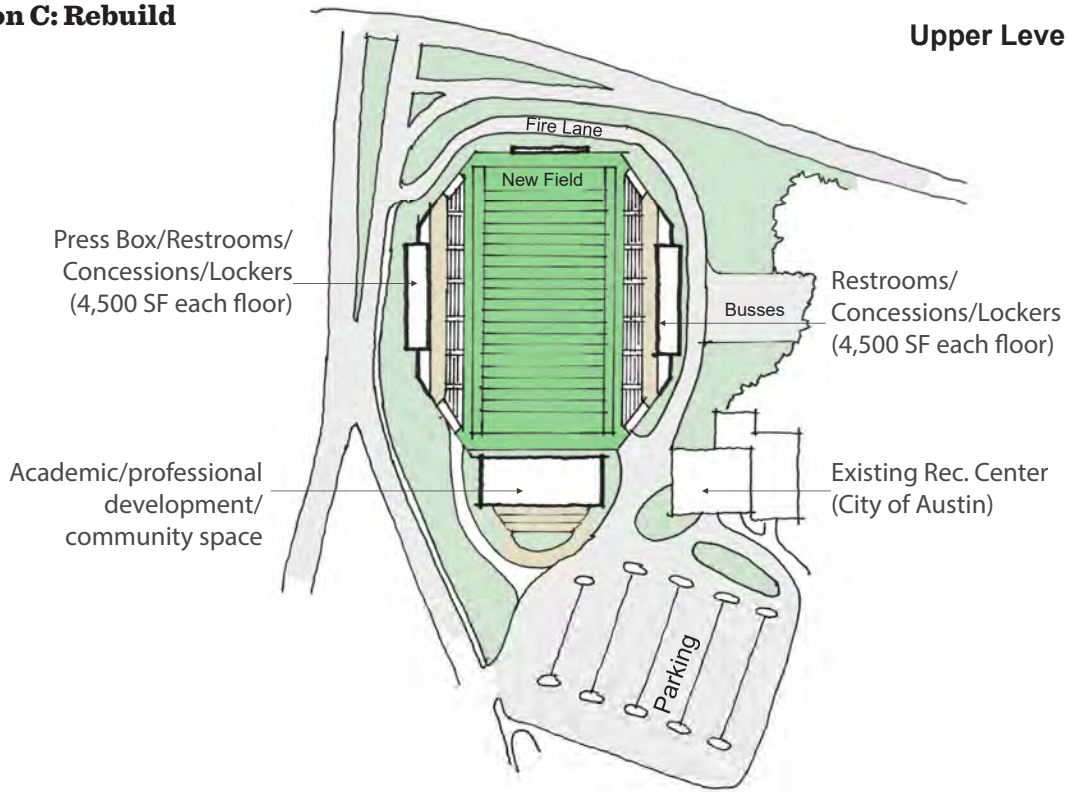 on C: Rebuild
Upper Leve
Fire Lane
New Field
Press Box/Restrooms/
Concessions/Lockers
(4,500 SF each floor)
Busses
Restrooms/
Concessions/Lockers
(4,500 SF each floor)
Academic/professional
development/
community space
Existing Rec. Center
(City of Austin)
Parking